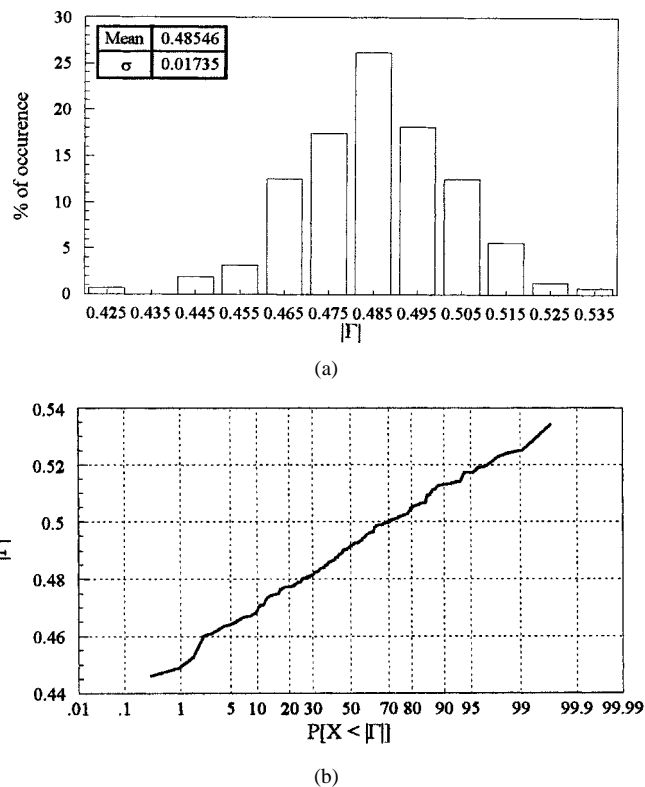 30
Mean 0.48546
σ 0.01735
25
20
15
10
5
0
% of occurence
0.425 0.435 0.445 0.455 0.465 0.475 0.485 0.495 0.505 0.515 0.525 0.535
|Γ|
(a)
0.54
0.52
0.5
0.48
0.46
0.44
|Γ|
.01 .1 1 5 10 20 30 50 70 80 90 95 99 99.9 99.99
P[X < |Γ|]
(b)